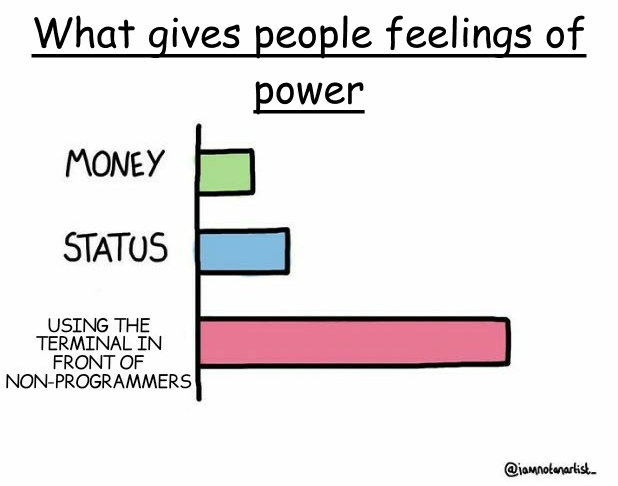 What gives people feelings of
power
MONEY
STATUS
USING THE
TERMINAL IN
FRONT OF
NON-PROGRAMMERS
@iamnotanartist_